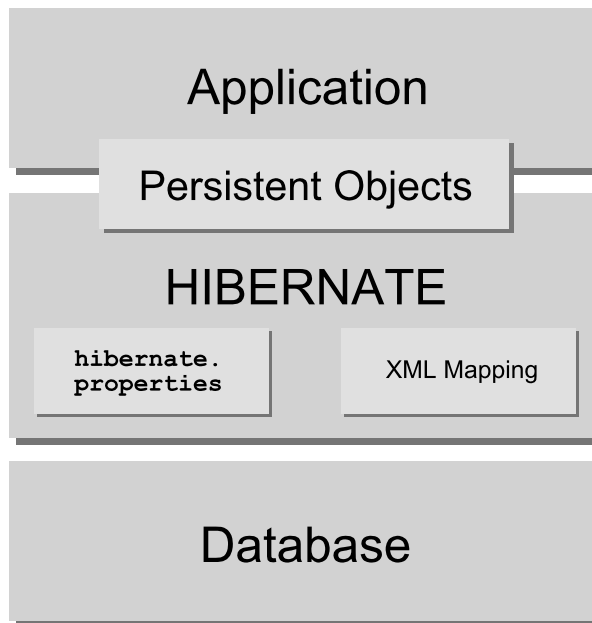 Application
Persistent Objects
HIBERNATE
hibernate.
properties
XML Mapping
Database